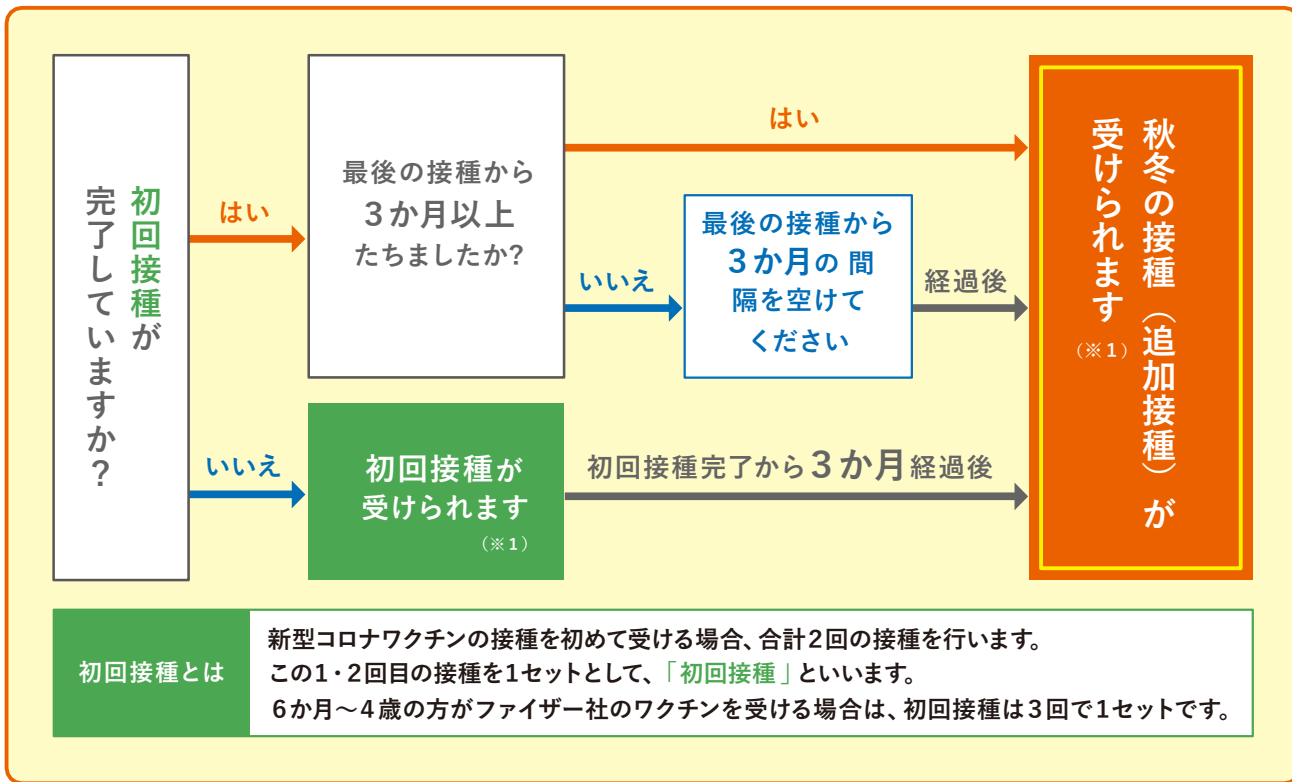 初回接種が
完了していますか?
はい
いいえ
最後の接種から
3か月以上
たちましたか?
はい
いいえ
最後の接種から
3か月の 間
隔を空けて
ください
経過後
初回接種が
受けられます
(※1)
初回接種完了から3か月経過後
秋冬の接種(追加接種)が
受けられます(※1)
初回接種とは
新型コロナワクチンの接種を初めて受ける場合、合計2回の接種を行います。
この1・2回目の接種を1セットとして、「初回接種」といいます。
6か月~4歳の方がファイザー社のワクチンを受ける場合は、初回接種は3回で1セットです。